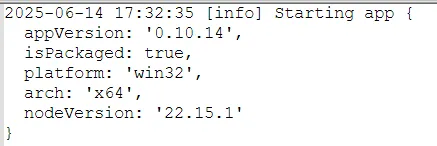 2025-06-14 17:32:35 [info] Starting app {
  appVersion: '0.10.14',
  isPackaged: true,
  platform: 'win32',
  arch: 'x64',
  nodeVersion: '22.15.1'
}